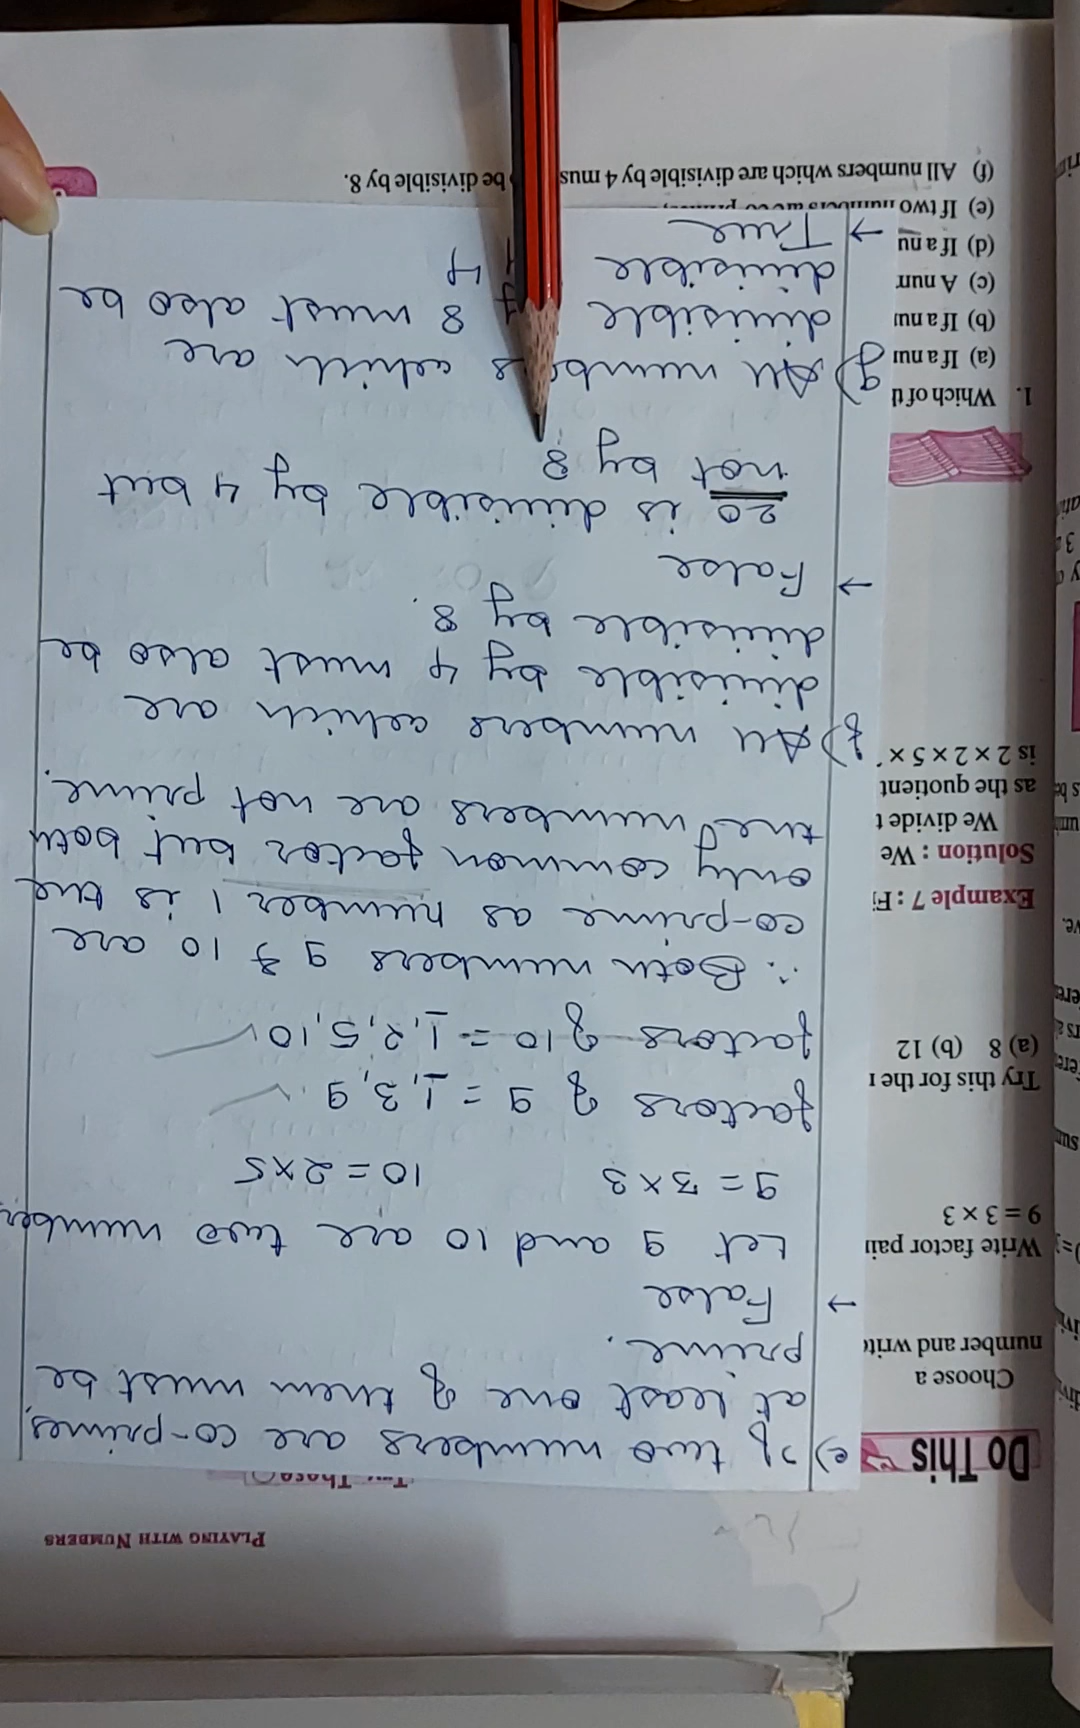 PLAYING WITH NUMBERS
Do This
Choose a
number and write
Write factor pair
9 = 3 × 3
Try this for the r
(a) 8 (b) 12
Example 7 : F
Solution : We
We divide t
as the quotient
is 2 × 2 × 5 ×
1. Which of t
(a) If a nu
(b) If a nu
(c) A num
(d) If a nu
(e) If two numbers are co-primes,
(f) All numbers which are divisible by 4 mus be divisible by 8.
e) If two numbers are co-primes,
at least one of them must be
prime.
→ False
Let 9 and 10 are two number
9 = 3 × 3 10 = 2 × 5
factors of 9 = 1, 3, 9
factors of 10 = 1, 2, 5, 10
∴ Both numbers 9 & 10 are
co-prime as number 1 is the
only common factor but both
the numbers are not prime.
f) All numbers which are
divisible by 4 must also be
divisible by 8.
→ False
20 is divisible by 4 but
not by 8
g) All numbers which are
divisible 8 must also be
divisible 4
→ True